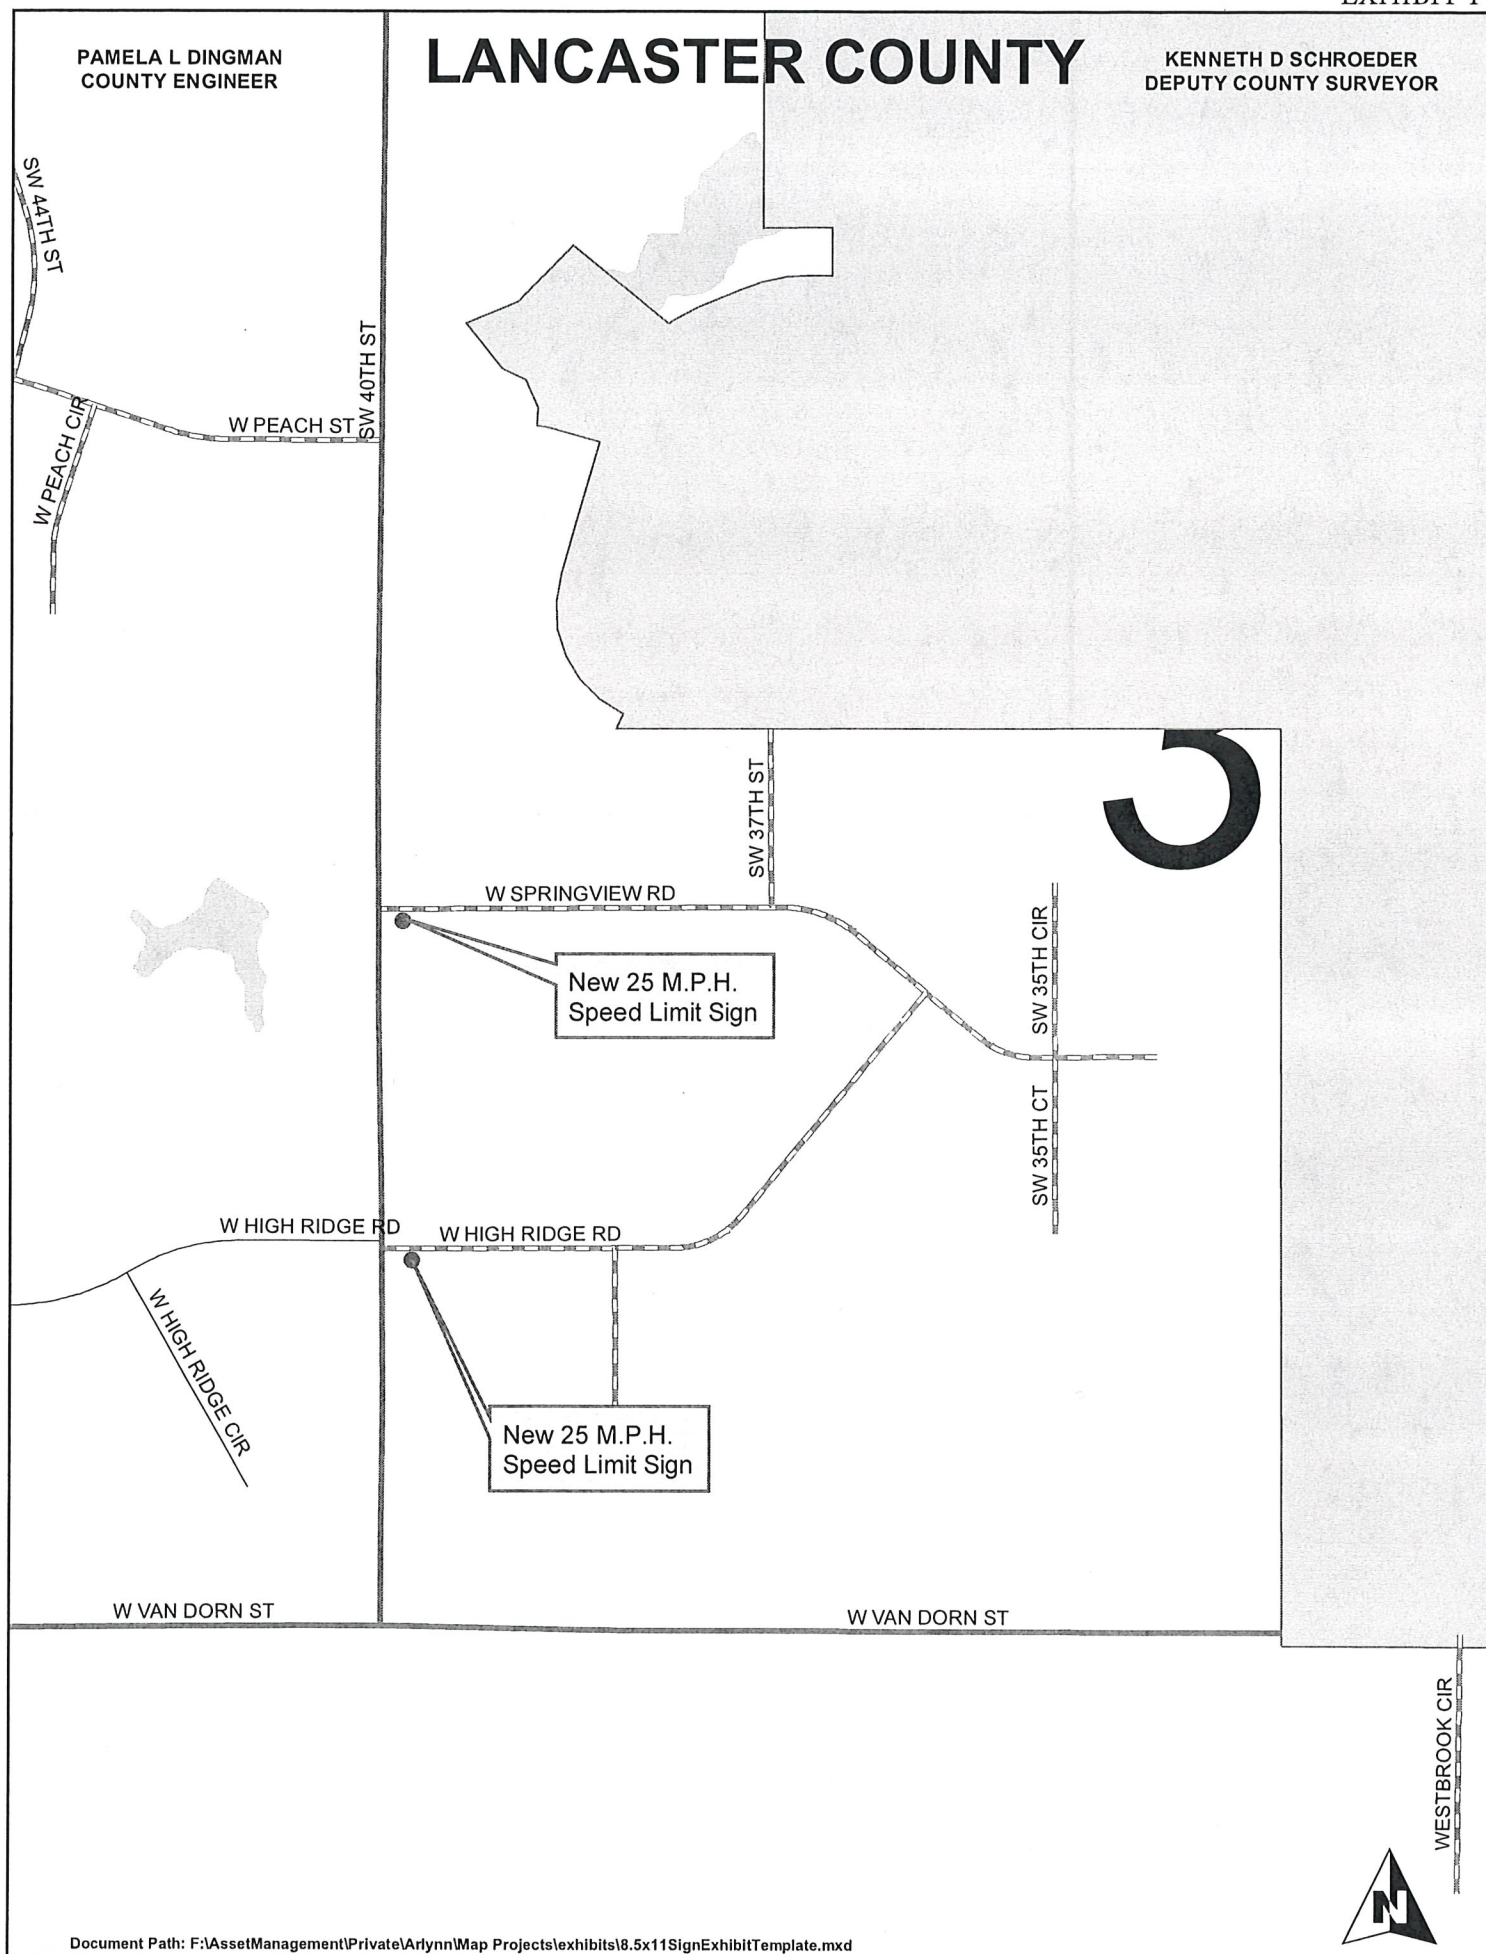 PAMELA L DINGMAN
COUNTY ENGINEER
LANCASTER COUNTY
KENNETH D SCHROEDER
DEPUTY COUNTY SURVEYOR
SW 44TH ST
SW 40TH ST
W PEACH ST
W PEACH CIR
SW 37TH ST
W SPRINGVIEW RD
New 25 M.P.H.
Speed Limit Sign
SW 35TH CIR
SW 35TH CT
W HIGH RIDGE RD
W HIGH RIDGE RD
W HIGH RIDGE CIR
New 25 M.P.H.
Speed Limit Sign
W VAN DORN ST
W VAN DORN ST
WESTBROOK CIR
N
Document Path: F:\AssetManagement\Private\Arlynn\Map Projects\exhibits\8.5x11SignExhibitTemplate.mxd